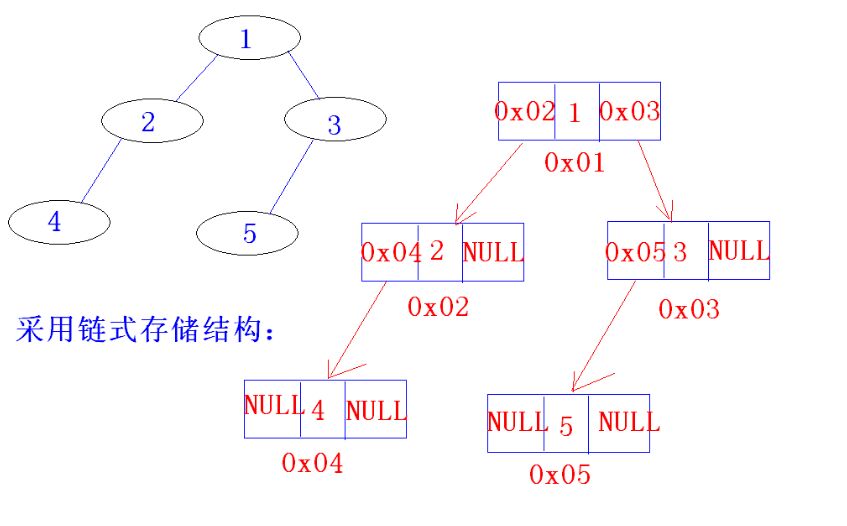 1
2 3
4 5
0x02 1 0x03
0x01
0x04 2 NULL
0x02
0x05 3 NULL
0x03
采用链式存储结构：
NULL 4 NULL
0x04
NULL 5 NULL
0x05